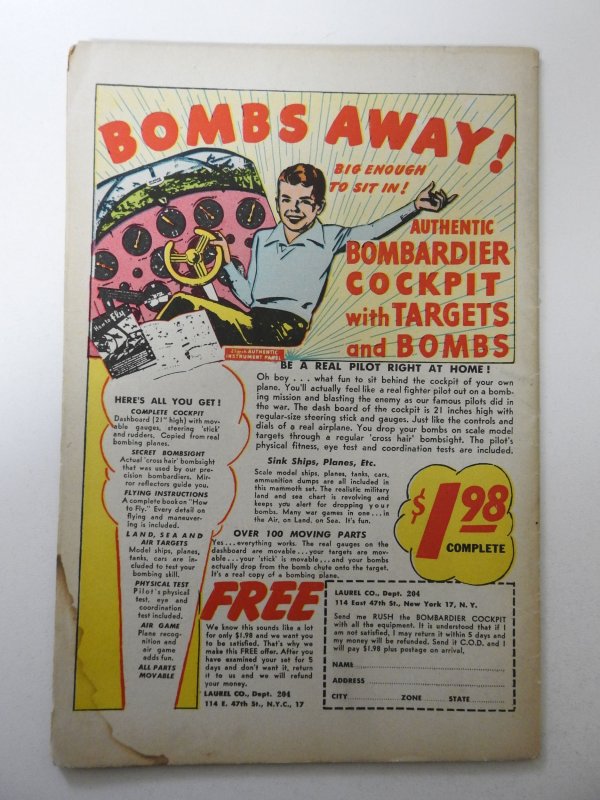 BOMBS AWAY!
BIG ENOUGH
TO SIT IN!
AUTHENTIC
BOMBARDIER
COCKPIT
with TARGETS
and BOMBS
How to Fly
21 inch AUTHENTIC
INSTRUMENT PANEL
BE A REAL PILOT RIGHT AT HOME!
Oh boy . . . what fun to sit behind the cockpit of your own
plane. You'll actually feel like a real fighter pilot out on a bomb-
ing mission and blasting the enemy as our famous pilots did in
the war. The dash board of the cockpit is 21 inches high with
regular-size steering stick and gauges. Just like the controls and
dials of a real airplane. You drop your bombs on scale model
targets through a regular 'cross hair' bombsight. The pilot's
physical fitness, eye test and coordination tests are included.
Sink Ships, Planes, Etc.
Scale model ships, planes, tanks, cars,
ammunition dumps are all included in
this mammoth set. The realistic military
land and sea chart is revolving and
keeps you alert for dropping your
bombs. Many war games in one . . . in
the Air, on Land, on Sea. It's fun.
OVER 100 MOVING PARTS
Yes . . . everything works. The real gauges on the
dashboard are movable . . . your targets are mov-
able . . . your 'stick' is movable . . . and your bombs
actually drop from the bomb chute onto the target.
It's a real copy of a bombing plane.
$1.98
COMPLETE
HERE'S ALL YOU GET!
COMPLETE COCKPIT
Dashboard (21" high) with mov-
able gauges, steering 'stick'
and rudders. Copied from real
bombing planes.
SECRET BOMBSIGHT
Actual 'cross hair' bombsight
that was used by our pre-
cision bombardiers. Mir-
ror reflectors guide you.
FLYING INSTRUCTIONS
A complete book on "How
to Fly." Every detail on
flying and maneuver-
ing is included.
LAND, SEA AND
AIR TARGETS
Model ships, planes,
tanks, cars are in-
cluded to test your
bombing skill.
PHYSICAL TEST
Pilot's physical
test, eye and
coordination
test included.
AIR GAME
Plane recog-
nition and
air game
adds fun.
ALL PARTS
MOVABLE
FREE
We know this sounds like a lot
for only $1.98 and we want you
to be satisfied. That's why we
make this FREE offer. After you
have examined your set for 5
days and don't want it, return
it to us and we will refund
your money.
LAUREL CO., Dept. 204
114 E. 47th St., N.Y.C., 17
LAUREL CO., Dept. 204
114 East 47th St., New York 17, N. Y.
Send me RUSH the BOMBARDIER COCKPIT
with all the equipment. It is understood that if I
am not satisfied, I may return it within 5 days and
my money will be refunded. Send it C.O.D. and I
will pay $1.98 plus postage on arrival.
NAME
ADDRESS
CITY ZONE STATE